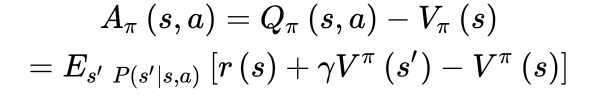 A_π (s, a) = Q_π (s, a) − V_π (s)
= E_{s′ P(s′|s,a)} [r (s) + γV^π (s′) − V^π (s)]